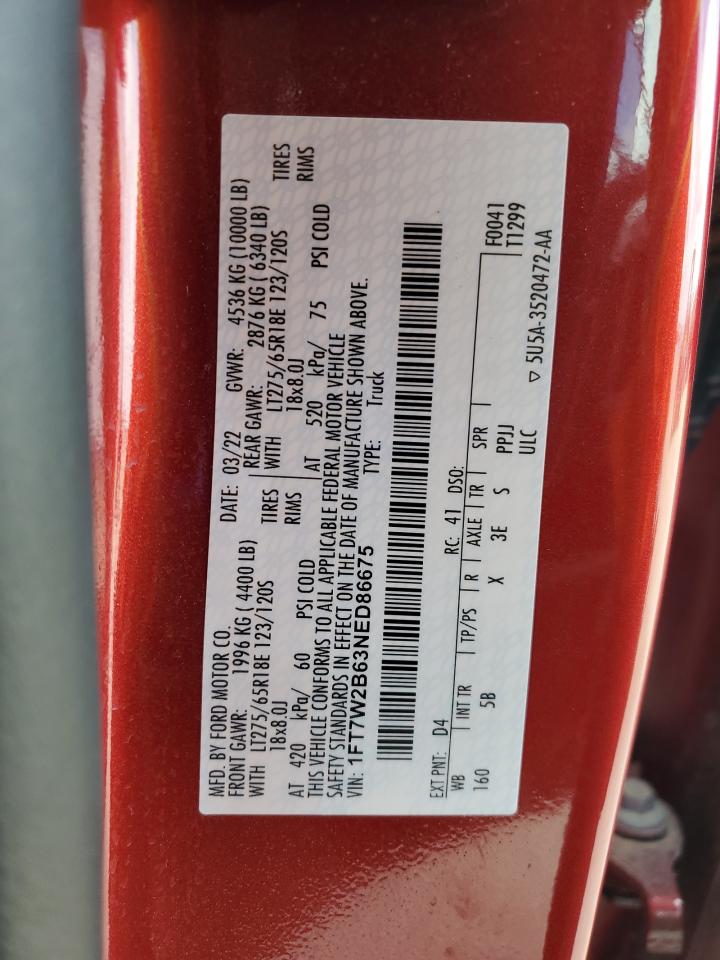 MFD. BY FORD MOTOR CO.
DATE: 03/22 GVWR: 4536 KG (10000 LB)
FRONT GAWR: 1996 KG ( 4400 LB)
REAR GAWR: 2876 KG ( 6340 LB)
WITH LT275/65R18E 123/120S TIRES
WITH LT275/65R18E 123/120S TIRES
18x8.0J RIMS
18x8.0J RIMS
AT 420 kPa/ 60 PSI COLD
AT 520 kPa/ 75 PSI COLD
THIS VEHICLE CONFORMS TO ALL APPLICABLE FEDERAL MOTOR VEHICLE
SAFETY STANDARDS IN EFFECT ON THE DATE OF MANUFACTURE SHOWN ABOVE.
VIN: 1FT7W2B63NED86675 TYPE: Truck
EXT PNT: D4 RC: 41 DSO:
F0041
WB INT TR TP/PS R AXLE TR SPR
T1299
160 5B X 3E S PPJJ
ULC
▽ 5U5A-3520472-AA